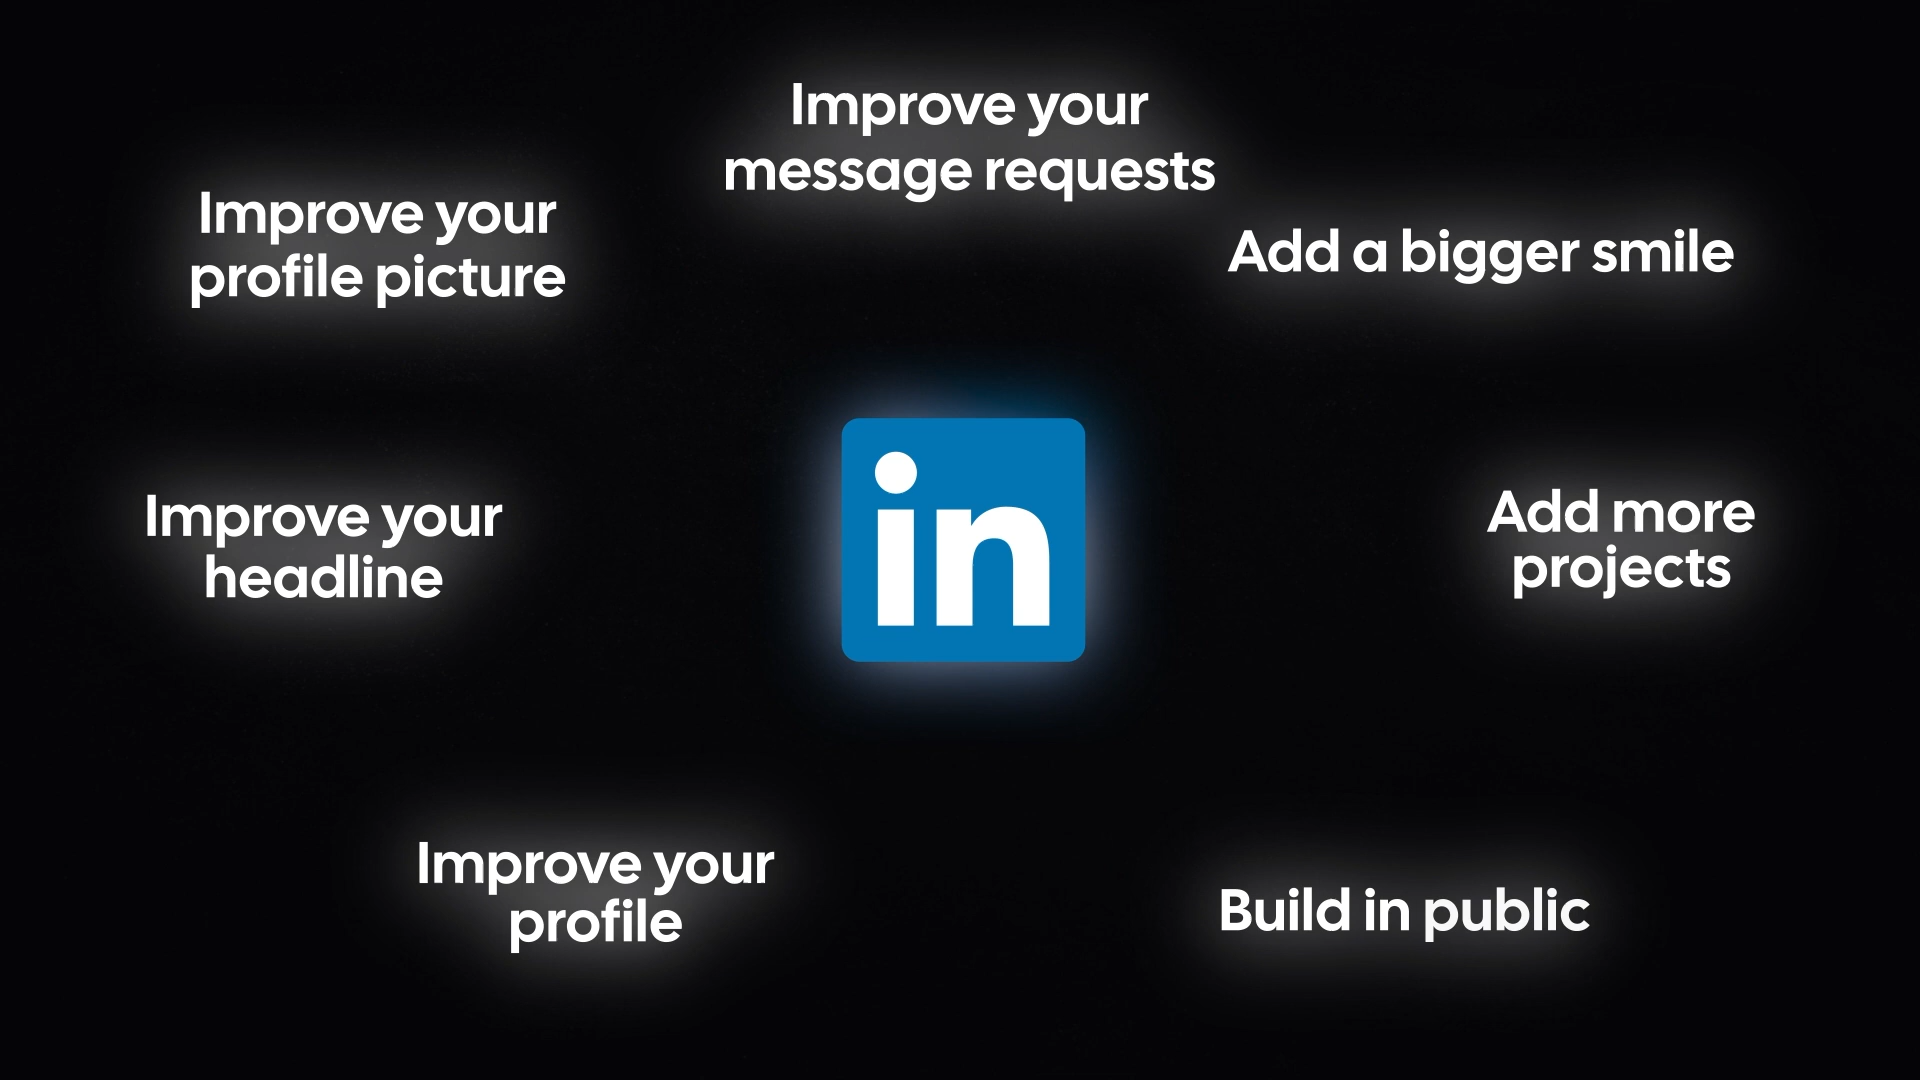 Improve your
message requests
Improve your
profile picture
Add a bigger smile
in
Improve your
headline
Add more
projects
Improve your
profile
Build in public